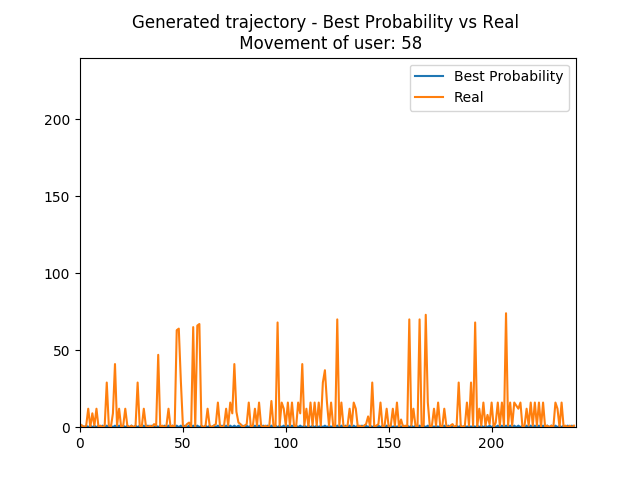 Generated trajectory - Best Probability vs Real
Movement of user: 58
Best Probability
Real
200
150
100
50
0
0 50 100 150 200